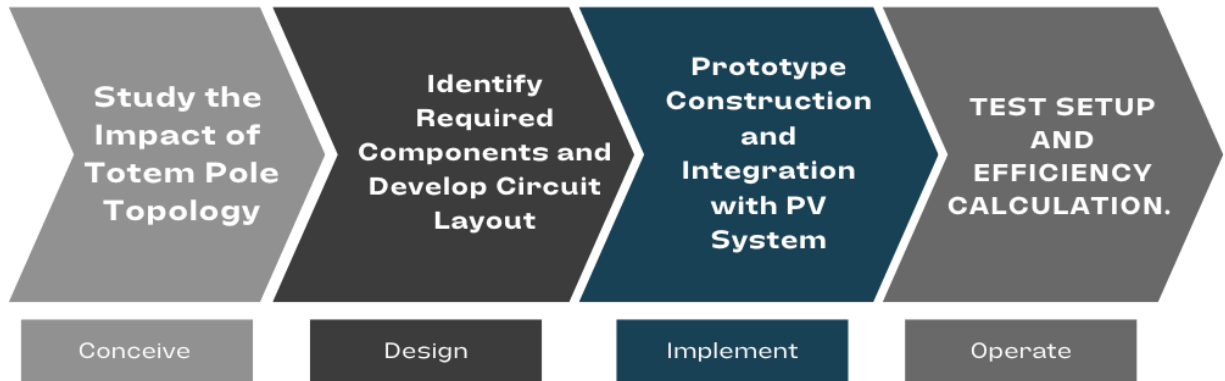 Study the
Impact of
Totem Pole
Topology
Identify
Required
Components and
Develop Circuit
Layout
Prototype
Construction
and
Integration
with PV
System
TEST SETUP
AND
EFFICIENCY
CALCULATION.
Conceive
Design
Implement
Operate